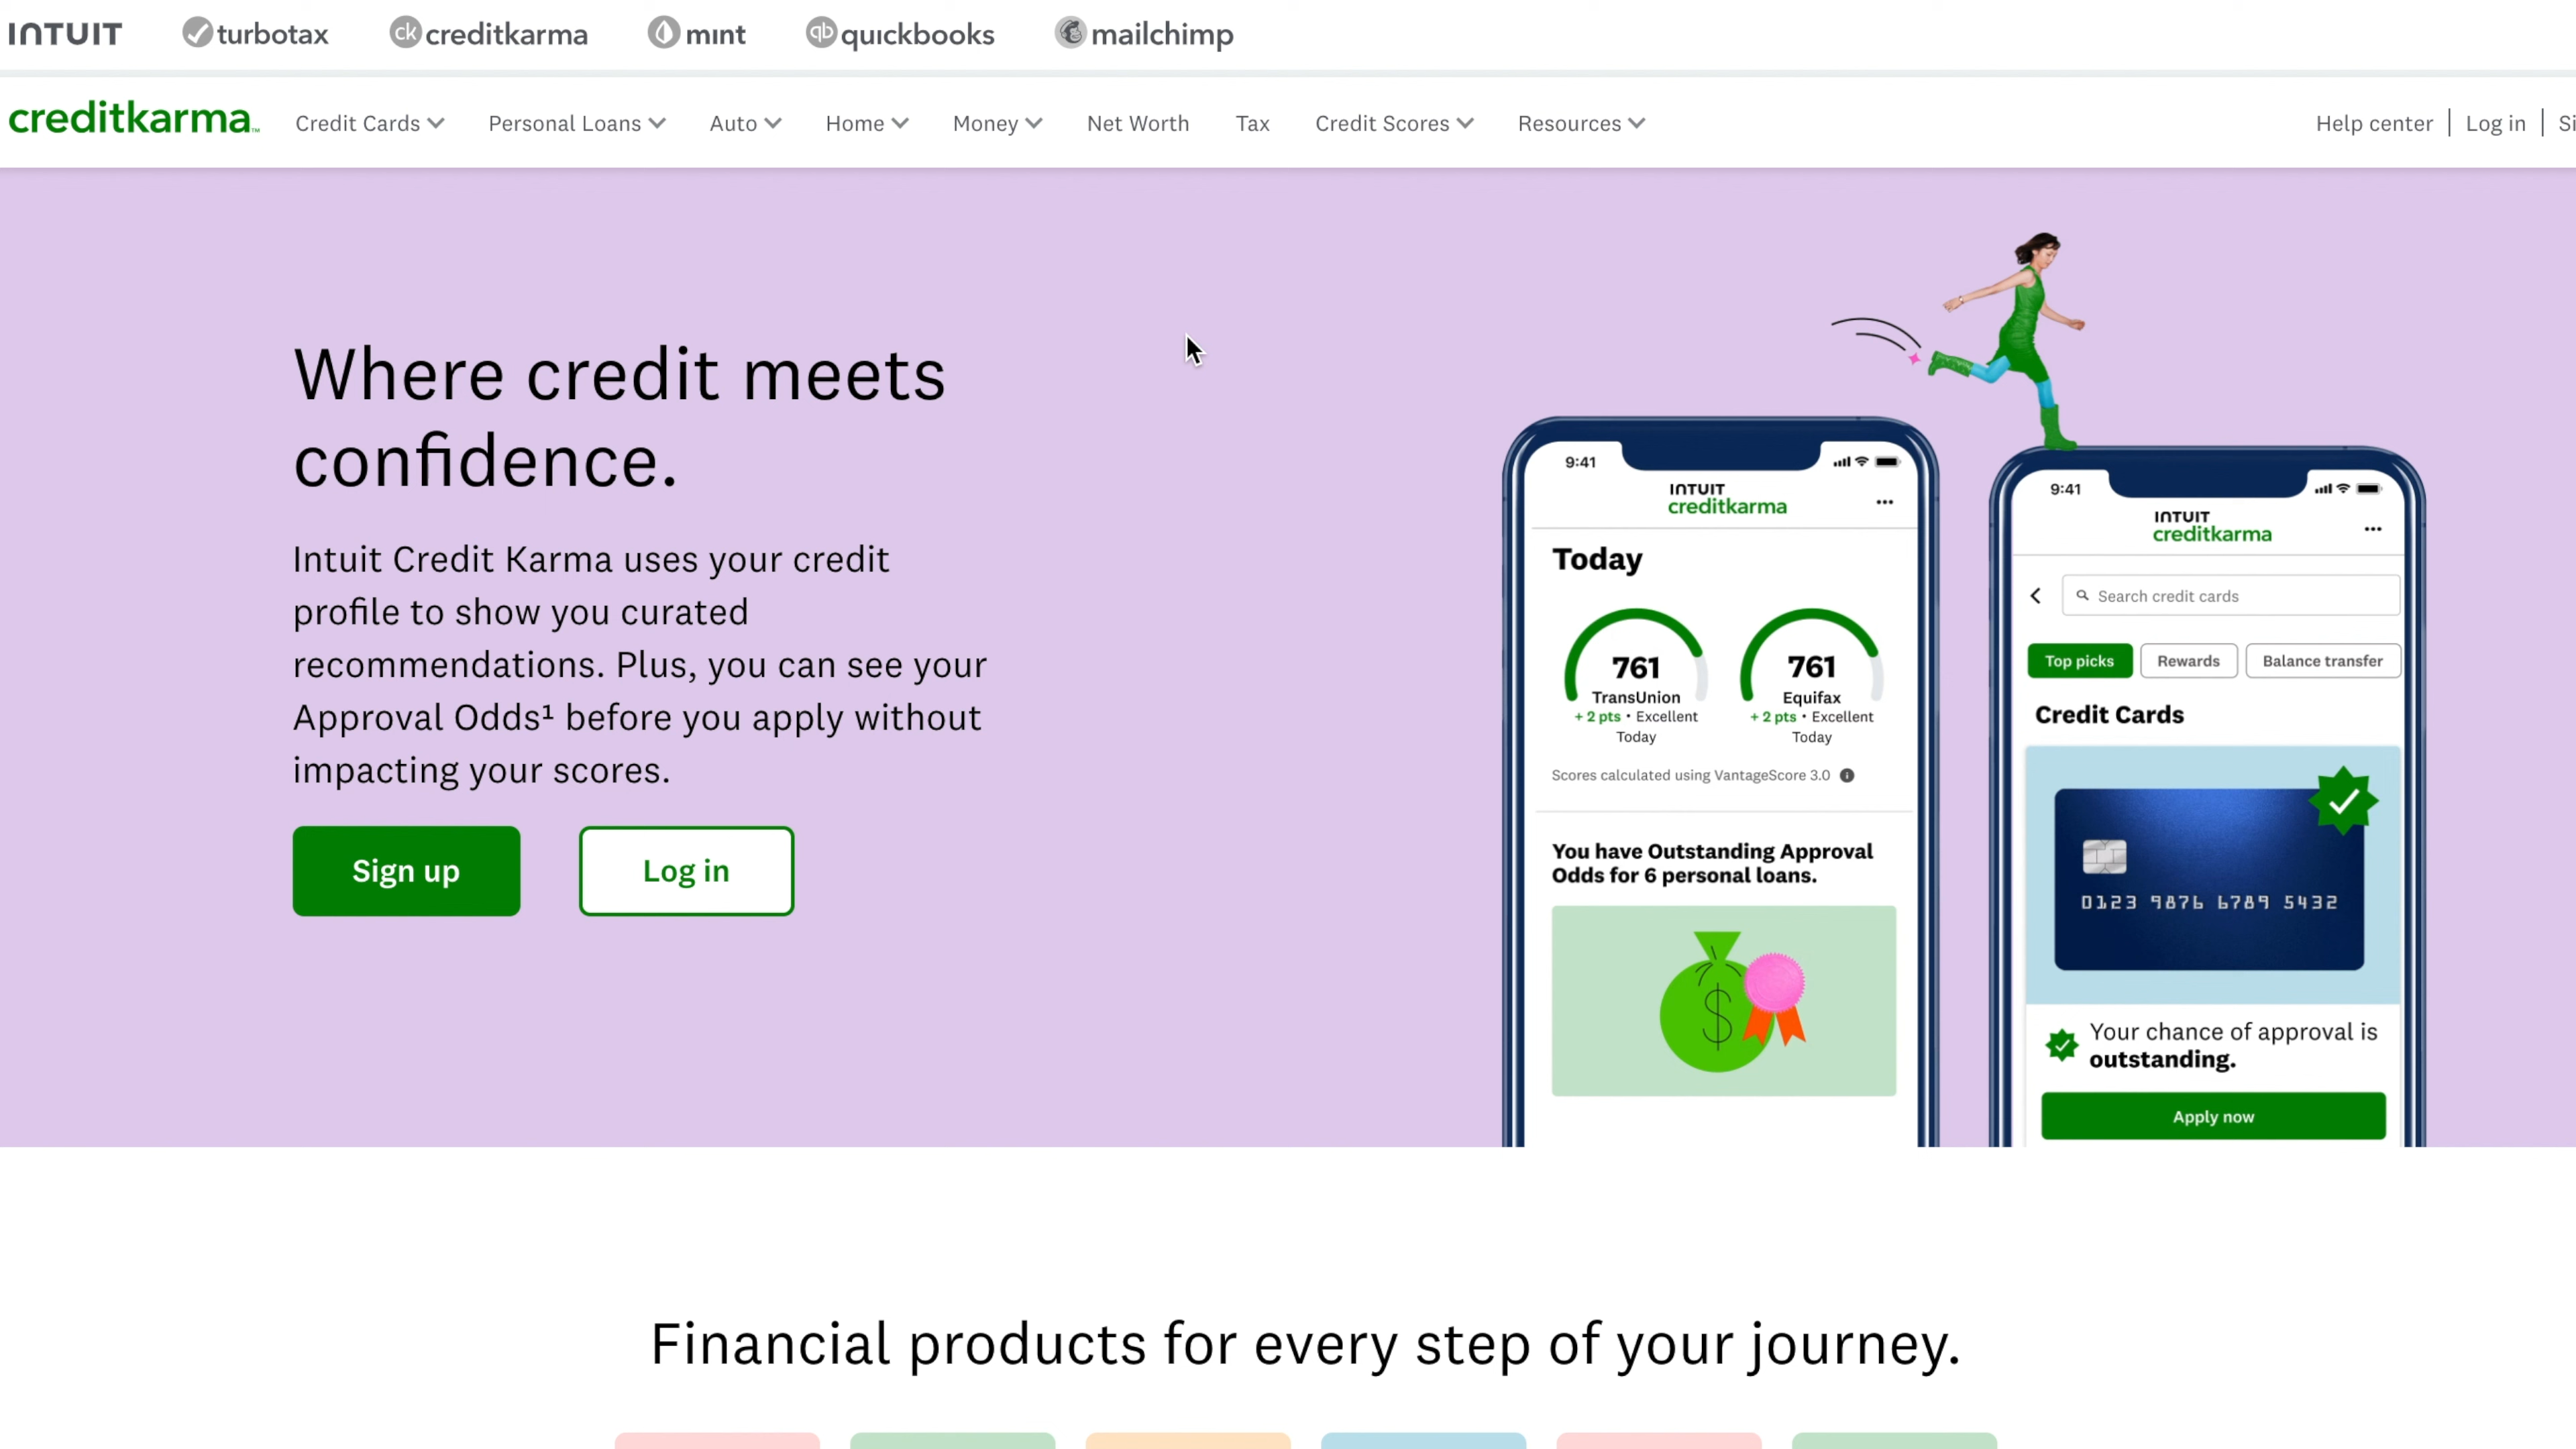 INTUIT turbotax creditkarma mint quickbooks mailchimp
creditkarma Credit Cards Personal Loans Auto Home Money Net Worth Tax Credit Scores Resources Help center Log in Si
Where credit meets
confidence.
Intuit Credit Karma uses your credit
profile to show you curated
recommendations. Plus, you can see your
Approval Odds¹ before you apply without
impacting your scores.
Sign up Log in
9:41
INTUIT
creditkarma
Today
761 761
TransUnion Equifax
+ 2 pts • Excellent + 2 pts • Excellent
Today Today
Scores calculated using VantageScore 3.0
You have Outstanding Approval
Odds for 6 personal loans.
$
9:41
INTUIT
creditkarma
Search credit cards
Top picks Rewards Balance transfer
Credit Cards
0123 9876 6789 5432
Your chance of approval is
outstanding.
Apply now
Financial products for every step of your journey.